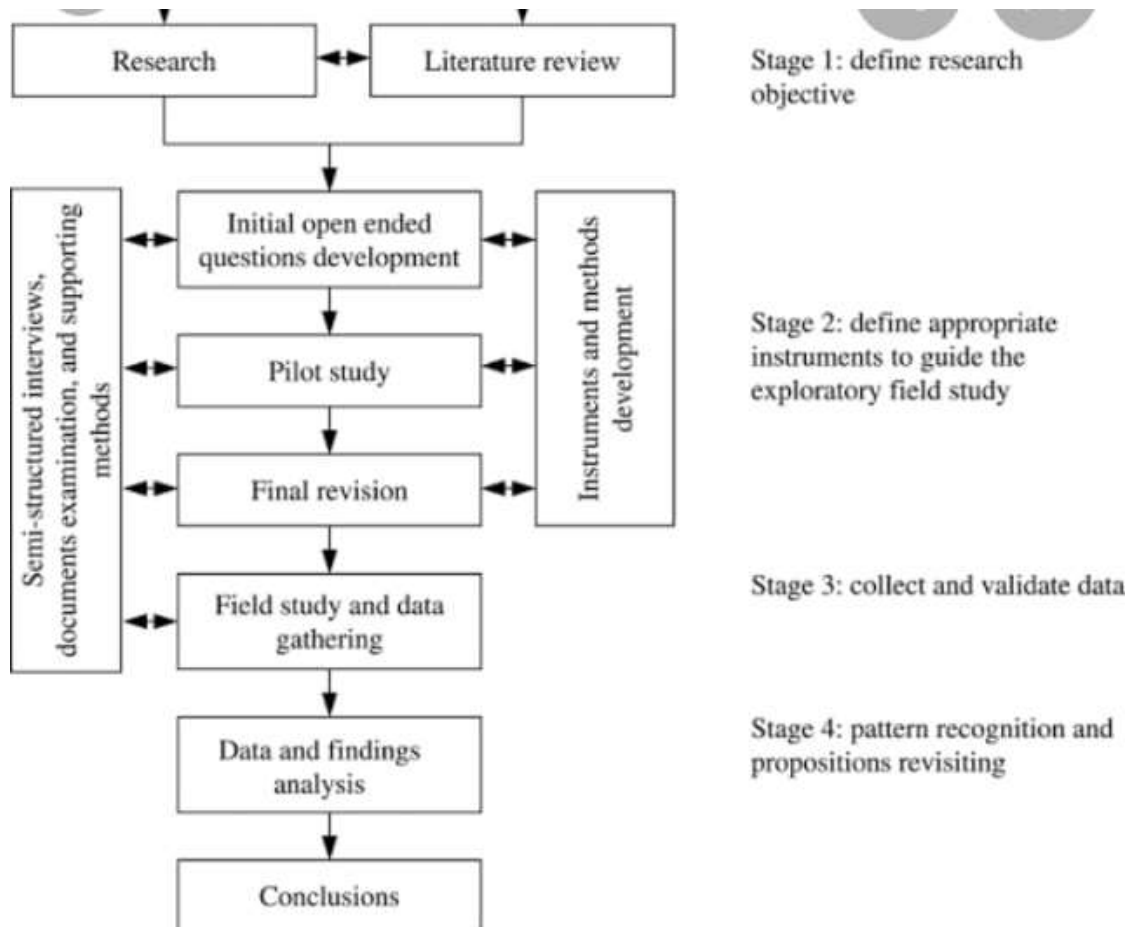 Research
Literature review
Stage 1: define research
objective
Initial open ended
questions development
Semi-structured interviews,
documents examination, and supporting
methods
Instruments and methods
development
Pilot study
Stage 2: define appropriate
instruments to guide the
exploratory field study
Final revision
Field study and data
gathering
Stage 3: collect and validate data
Data and findings
analysis
Stage 4: pattern recognition and
propositions revisiting
Conclusions